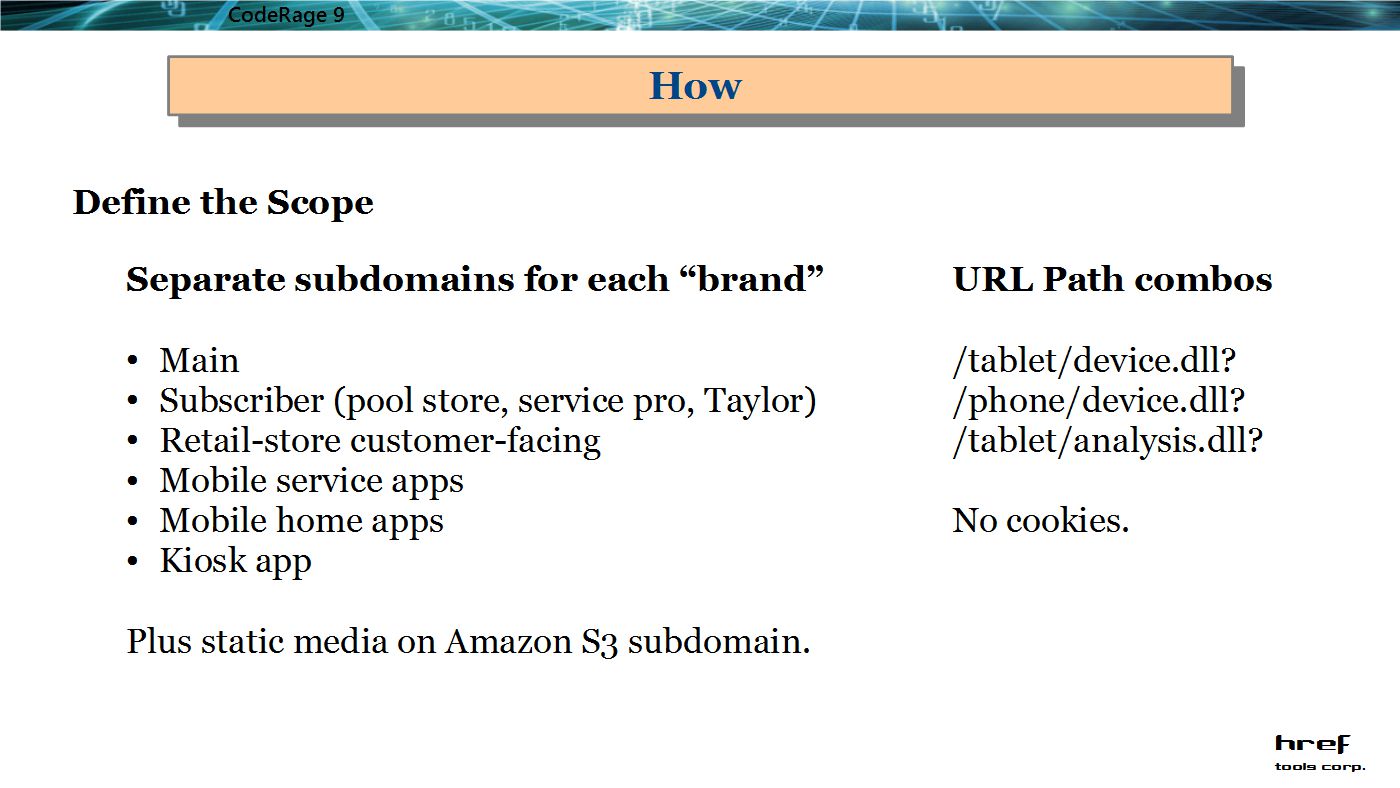 CodeRage 9
How
Define the Scope
Separate subdomains for each “brand”
• Main
• Subscriber (pool store, service pro, Taylor)
• Retail-store customer-facing
• Mobile service apps
• Mobile home apps
• Kiosk app
Plus static media on Amazon S3 subdomain.
URL Path combos
/tablet/device.dll?
/phone/device.dll?
/tablet/analysis.dll?
No cookies.
href
tools corp.